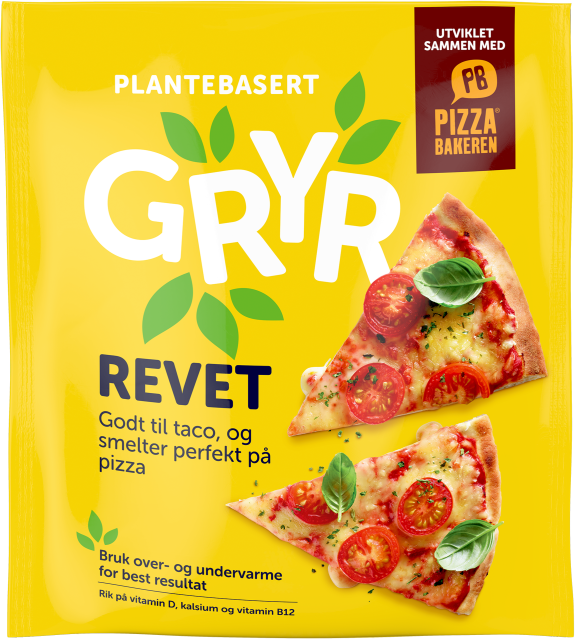 UTVIKLET
SAMMEN MED
PB
PIZZA®
BAKEREN
PLANTEBASERT
GRYR
REVET
Godt til taco, og
smelter perfekt på
pizza
Bruk over- og undervarme
for best resultat
Rik på vitamin D, kalsium og vitamin B12